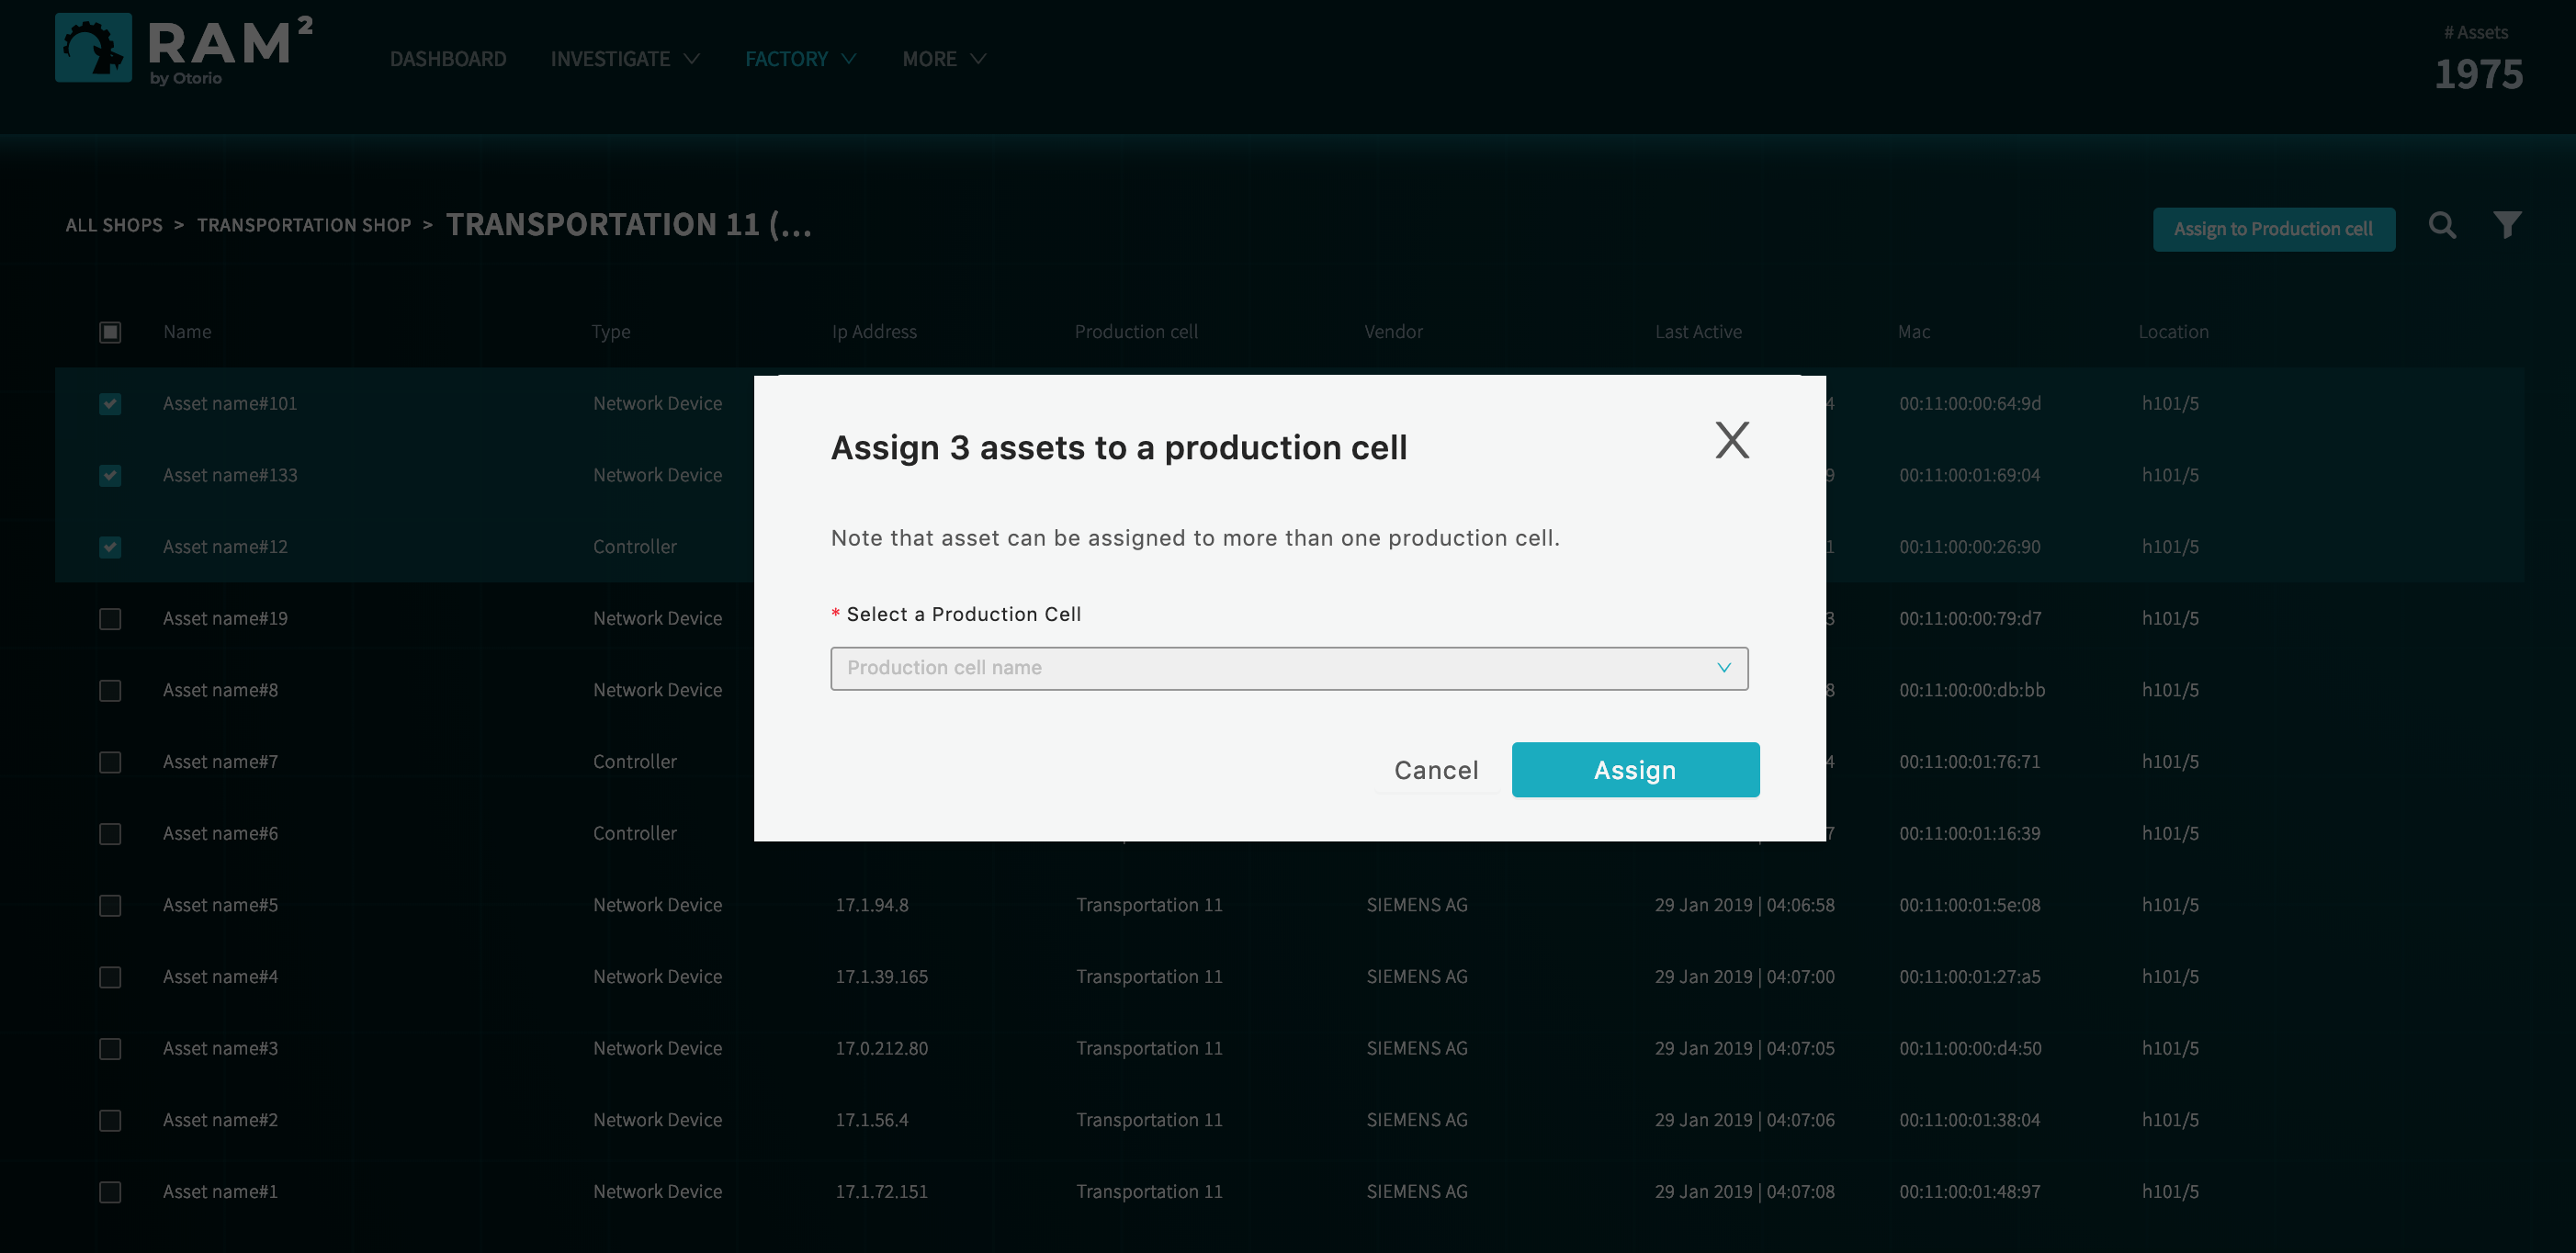 RAM²
by Otorio
DASHBOARD INVESTIGATE FACTORY MORE
# Assets
1975
ALL SHOPS > TRANSPORTATION SHOP > TRANSPORTATION 11 (...
Assign to Production cell
Name Type Ip Address Production cell Vendor Last Active Mac Location
Asset name#101 Network Device 4 00:11:00:00:64:9d h101/5
Asset name#133 Network Device 9 00:11:00:01:69:04 h101/5
Asset name#12 Controller 1 00:11:00:00:26:90 h101/5
Asset name#19 Network Device 3 00:11:00:00:79:d7 h101/5
Asset name#8 Network Device 8 00:11:00:00:db:bb h101/5
Asset name#7 Controller 4 00:11:00:01:76:71 h101/5
Asset name#6 Controller 7 00:11:00:01:16:39 h101/5
Asset name#5 Network Device 17.1.94.8 Transportation 11 SIEMENS AG 29 Jan 2019 | 04:06:58 00:11:00:01:5e:08 h101/5
Asset name#4 Network Device 17.1.39.165 Transportation 11 SIEMENS AG 29 Jan 2019 | 04:07:00 00:11:00:01:27:a5 h101/5
Asset name#3 Network Device 17.0.212.80 Transportation 11 SIEMENS AG 29 Jan 2019 | 04:07:05 00:11:00:00:d4:50 h101/5
Asset name#2 Network Device 17.1.56.4 Transportation 11 SIEMENS AG 29 Jan 2019 | 04:07:06 00:11:00:01:38:04 h101/5
Asset name#1 Network Device 17.1.72.151 Transportation 11 SIEMENS AG 29 Jan 2019 | 04:07:08 00:11:00:01:48:97 h101/5
Assign 3 assets to a production cell
X
Note that asset can be assigned to more than one production cell.
* Select a Production Cell
Production cell name
Cancel Assign